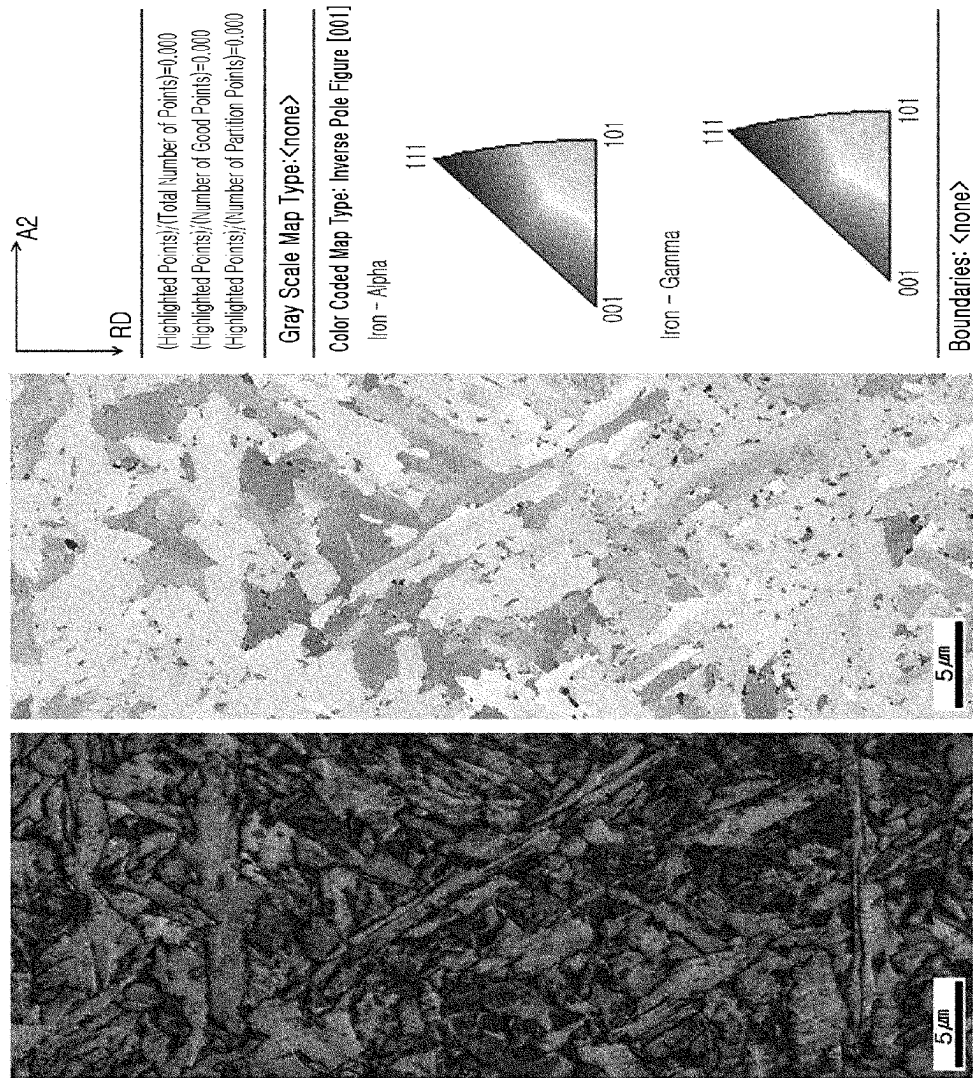 A2
RD
(Highlighted Points)/(Total Number of Points)=0.000
(Highlighted Points)/(Number of Good Points)=0.000
(Highlighted Points)/(Number of Partition Points)=0.000
Gray Scale Map Type:<none>
Color Coded Map Type: Inverse Pole Figure [001]
Iron - Alpha
111
001
101
Iron - Gamma
111
001
101
Boundaries: <none>
5㎛
5㎛